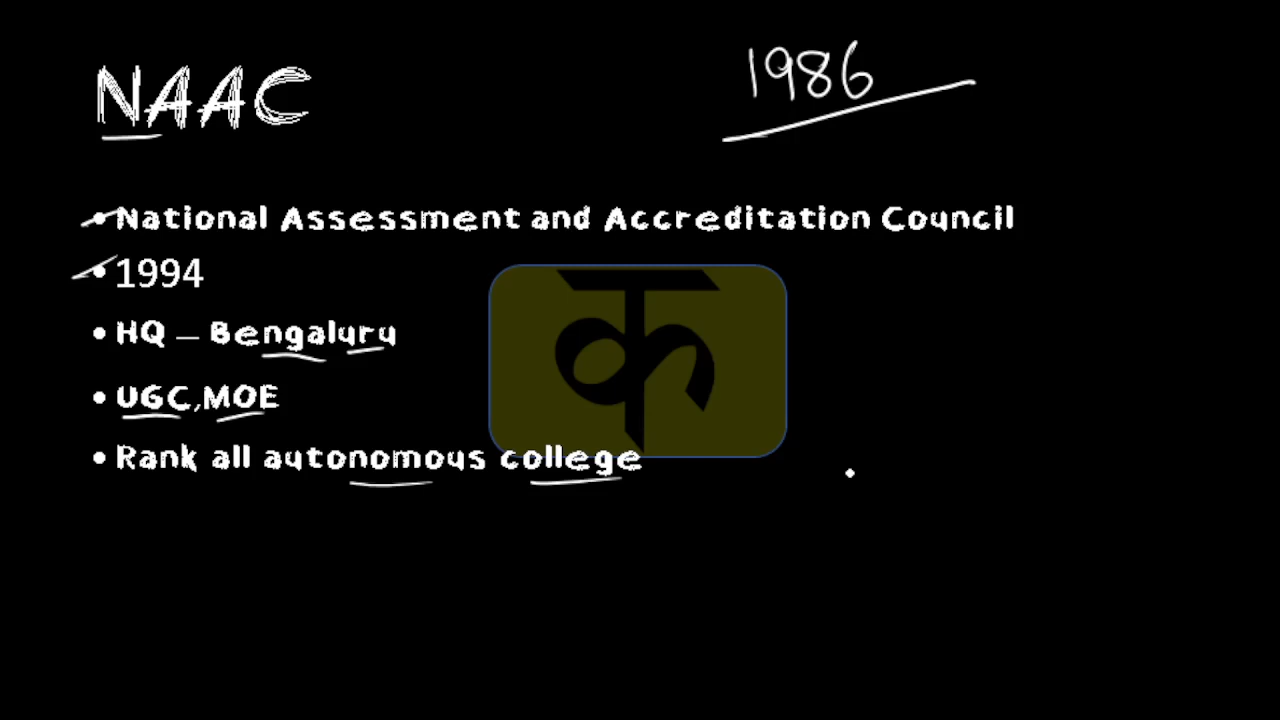 NAAC
1986
• National Assessment and Accreditation Council
• 1994
• HQ – Bengaluru
• UGC,MOE
• Rank all autonomous college
क